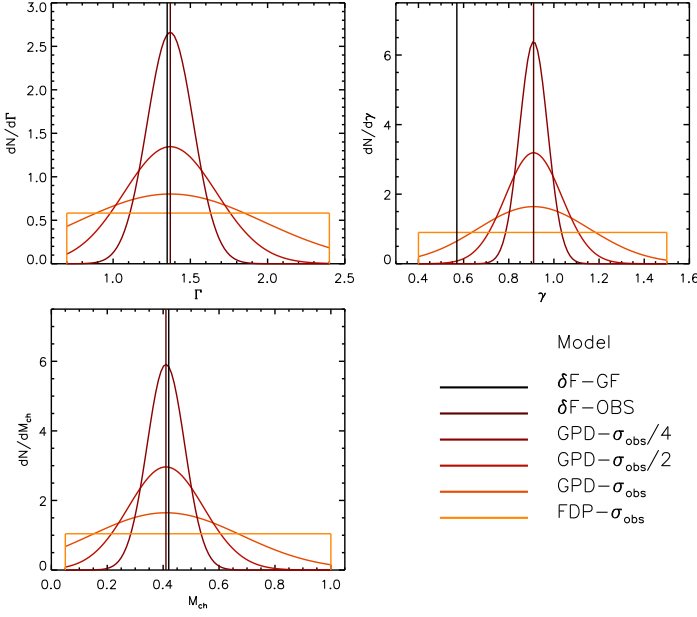 3.0
2.5
2.0
1.5
1.0
0.5
0.0
dN/dΓ
1.0 1.5 2.0 2.5
Γ
6
4
2
0
dN/dγ
0.4 0.6 0.8 1.0 1.2 1.4 1.6
γ
6
4
2
0
dN/dM_ch
0.0 0.2 0.4 0.6 0.8 1.0
M_ch
Model
δF-GF
δF-OBS
GPD-σ_obs/4
GPD-σ_obs/2
GPD-σ_obs
FDP-σ_obs